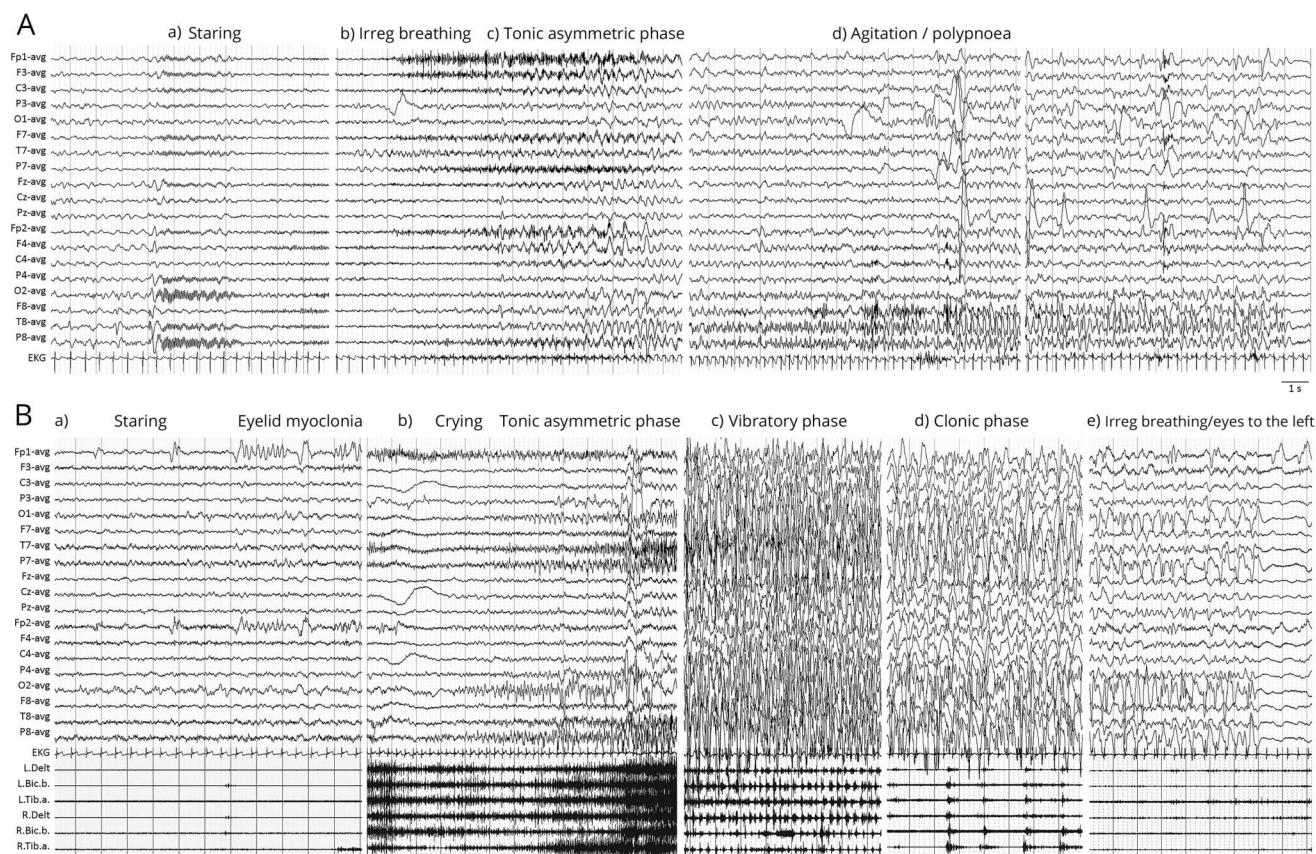 A
a) Staring
b) Irreg breathing
c) Tonic asymmetric phase
d) Agitation / polypnoea
Fp1-avg
F3-avg
C3-avg
P3-avg
O1-avg
F7-avg
T7-avg
P7-avg
Fz-avg
Cz-avg
Pz-avg
Fp2-avg
F4-avg
C4-avg
P4-avg
O2-avg
F8-avg
T8-avg
P8-avg
EKG
1 s
B
a) Staring Eyelid myoclonia
b) Crying Tonic asymmetric phase
c) Vibratory phase
d) Clonic phase
e) Irreg breathing/eyes to the left
Fp1-avg
F3-avg
C3-avg
P3-avg
O1-avg
F7-avg
T7-avg
P7-avg
Fz-avg
Cz-avg
Pz-avg
Fp2-avg
F4-avg
C4-avg
P4-avg
O2-avg
F8-avg
T8-avg
P8-avg
EKG
L.Delt
L.Bic.b.
L.Tib.a.
R.Delt
R.Bic.b.
R.Tib.a.